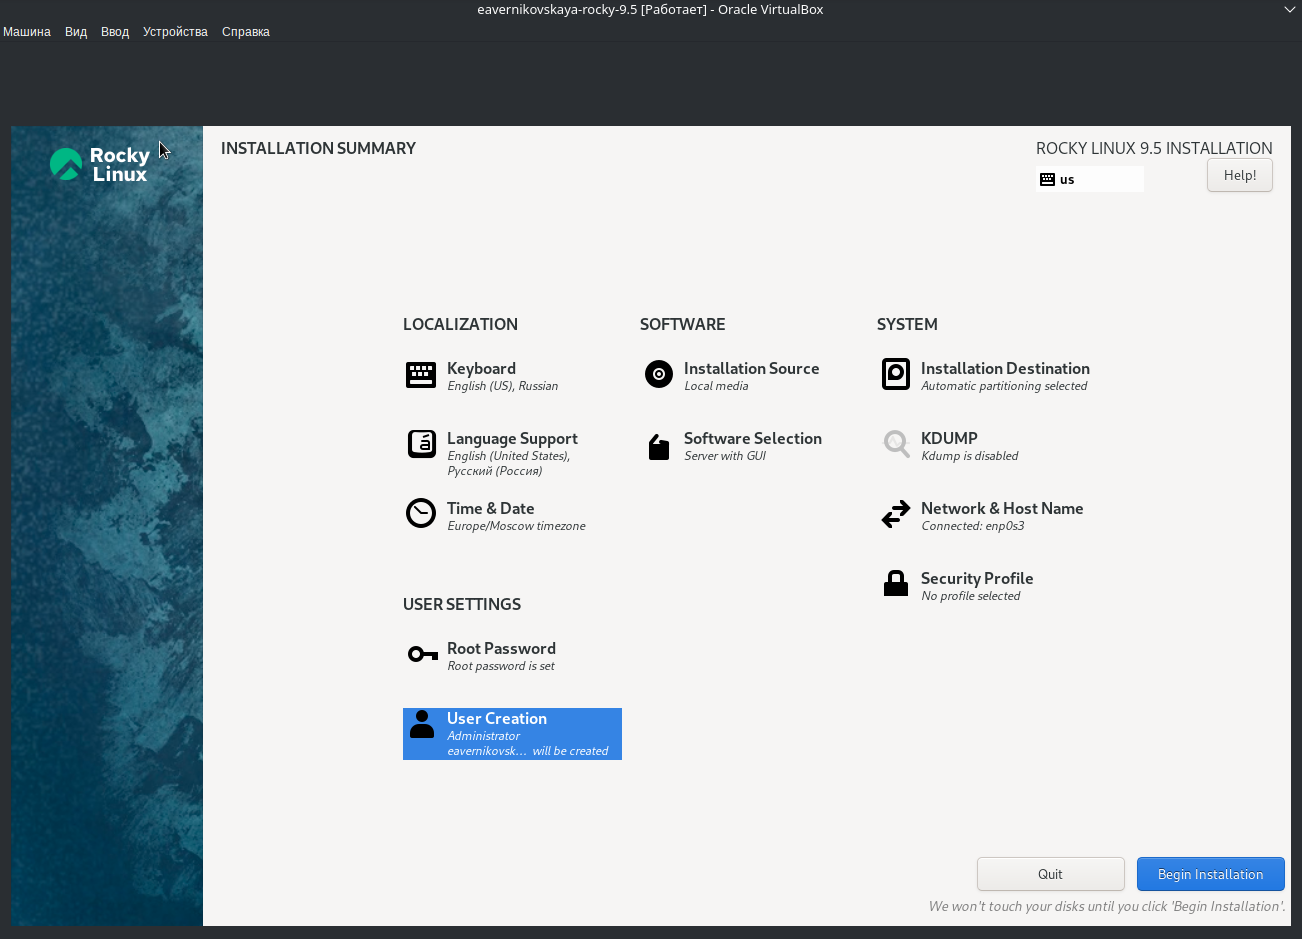 eavernikovskaya-rocky-9.5 [Работает] - Oracle VirtualBox
Машина Вид Ввод Устройства Справка
Rocky
Linux
INSTALLATION SUMMARY
ROCKY LINUX 9.5 INSTALLATION
us
Help!
LOCALIZATION
Keyboard
English (US), Russian
Language Support
English (United States),
Русский (Россия)
Time & Date
Europe/Moscow timezone
SOFTWARE
Installation Source
Local media
Software Selection
Server with GUI
SYSTEM
Installation Destination
Automatic partitioning selected
KDUMP
Kdump is disabled
Network & Host Name
Connected: enp0s3
Security Profile
No profile selected
USER SETTINGS
Root Password
Root password is set
User Creation
Administrator
eavernikovsk... will be created
Quit
Begin Installation
We won't touch your disks until you click 'Begin Installation'.